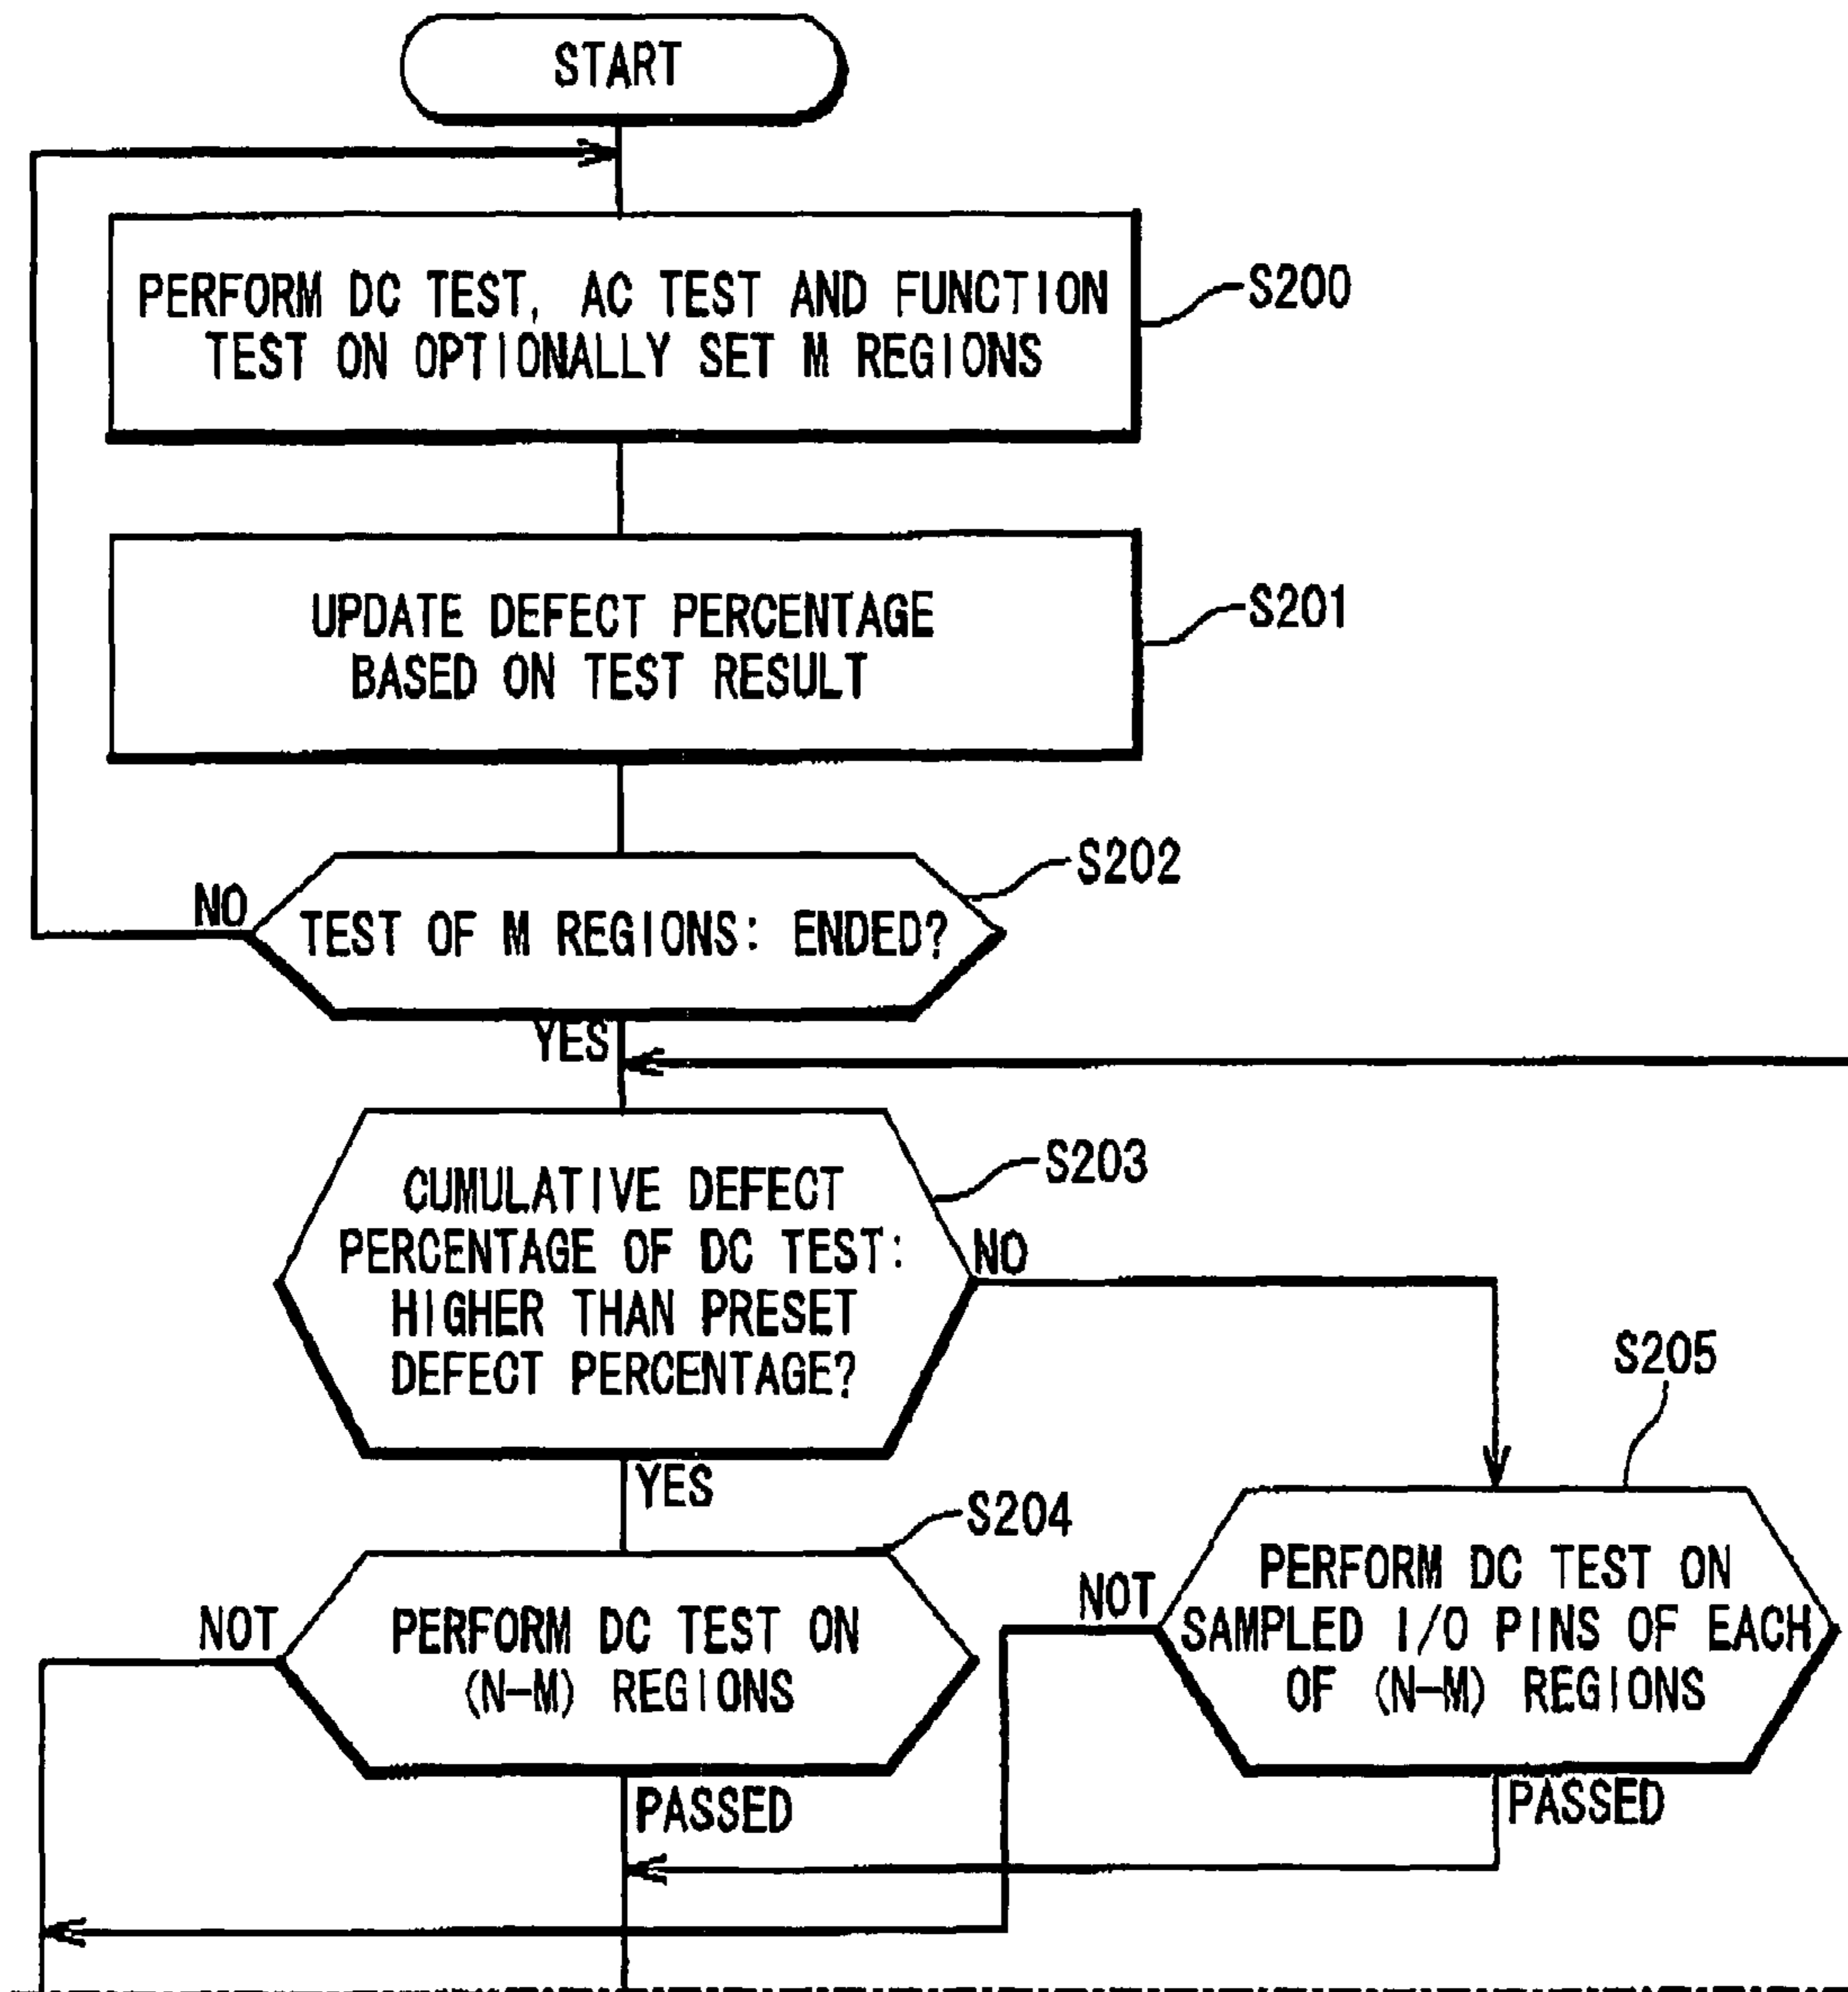 START
PERFORM DC TEST, AC TEST AND FUNCTION
TEST ON OPTIONALLY SET M REGIONS
S200
UPDATE DEFECT PERCENTAGE
BASED ON TEST RESULT
S201
S202
NO
TEST OF M REGIONS: ENDED?
YES
S203
CUMULATIVE DEFECT
PERCENTAGE OF DC TEST:
HIGHER THAN PRESET
DEFECT PERCENTAGE?
NO
YES
S204
NOT
PERFORM DC TEST ON
(N-M) REGIONS
PASSED
S205
NOT
PERFORM DC TEST ON
SAMPLED I/O PINS OF EACH
OF (N-M) REGIONS
PASSED